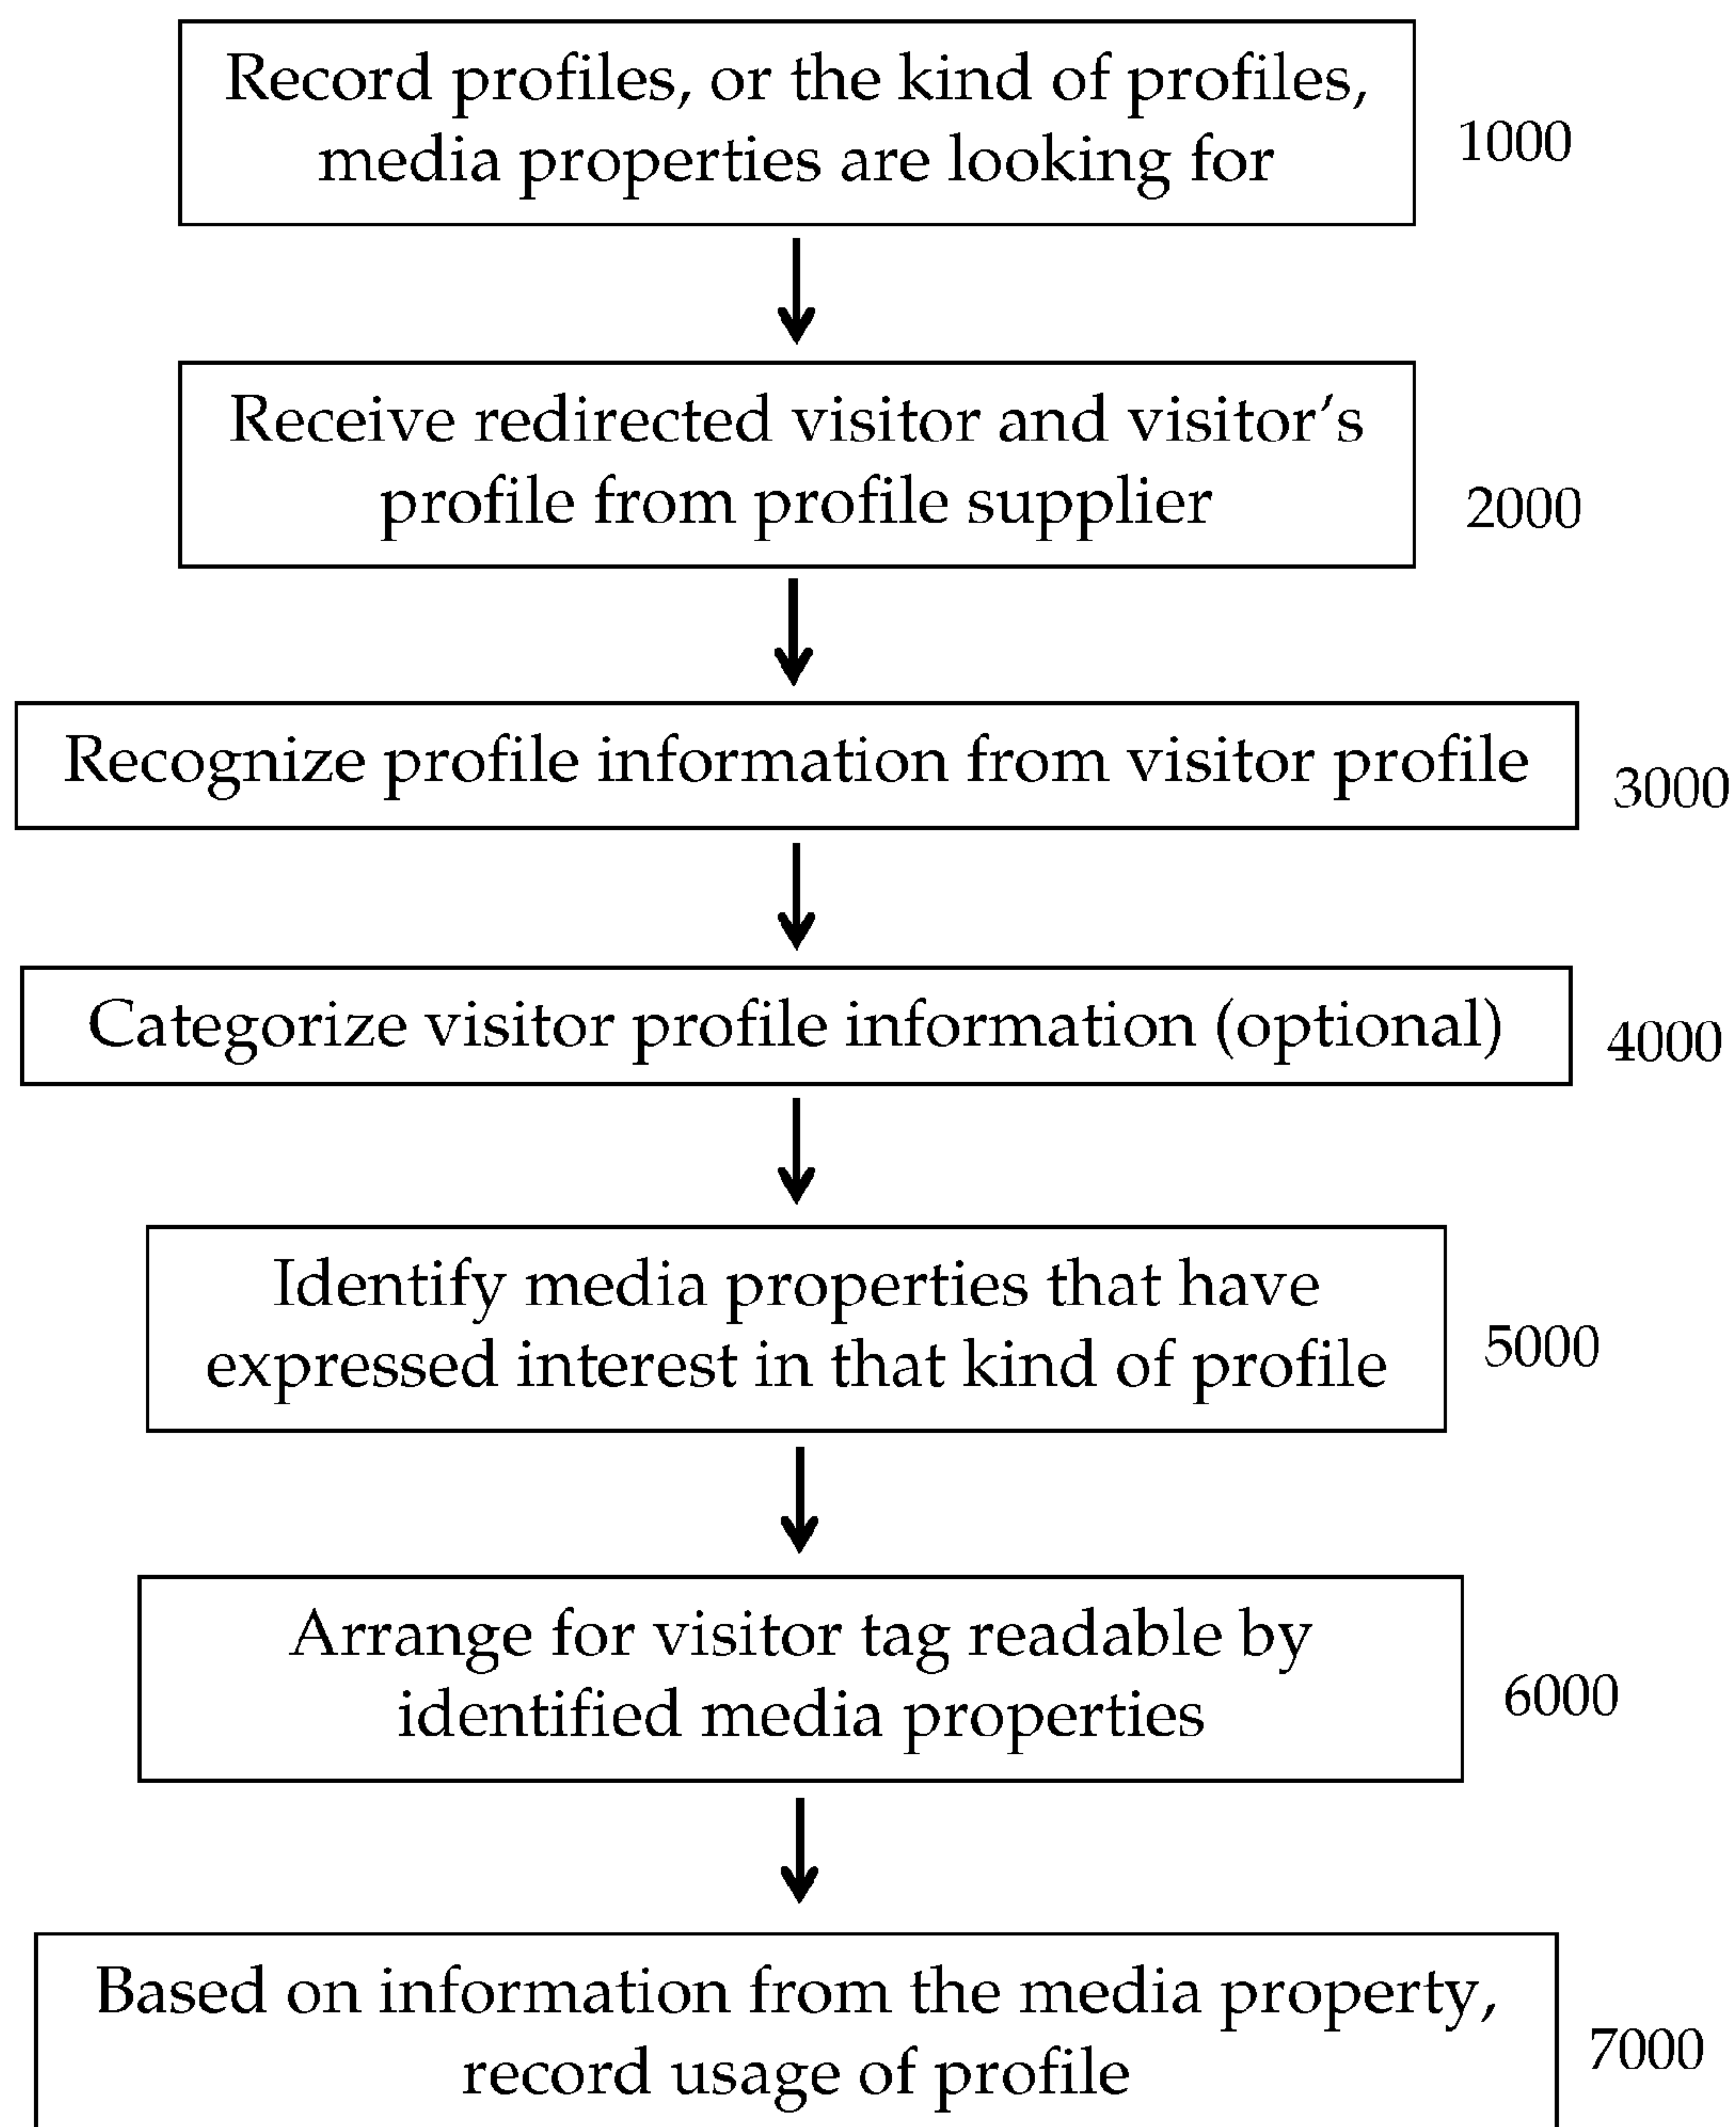 Record profiles, or the kind of profiles,
media properties are looking for
1000
Receive redirected visitor and visitor’s
profile from profile supplier
2000
Recognize profile information from visitor profile
3000
Categorize visitor profile information (optional)
4000
Identify media properties that have
expressed interest in that kind of profile
5000
Arrange for visitor tag readable by
identified media properties
6000
Based on information from the media property,
record usage of profile
7000